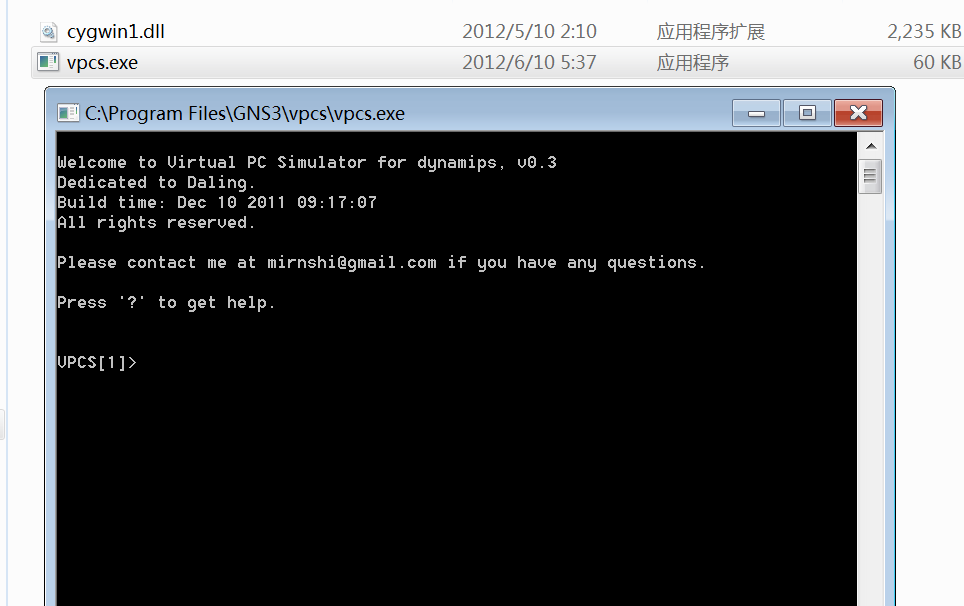 cygwin1.dll 2012/5/10 2:10 应用程序扩展 2,235 KB
vpcs.exe 2012/6/10 5:37 应用程序 60 KB
C:\Program Files\GNS3\vpcs\vpcs.exe
Welcome to Virtual PC Simulator for dynamips, v0.3
Dedicated to Daling.
Build time: Dec 10 2011 09:17:07
All rights reserved.
Please contact me at mirnshi@gmail.com if you have any questions.
Press '?' to get help.
VPCS[1]>